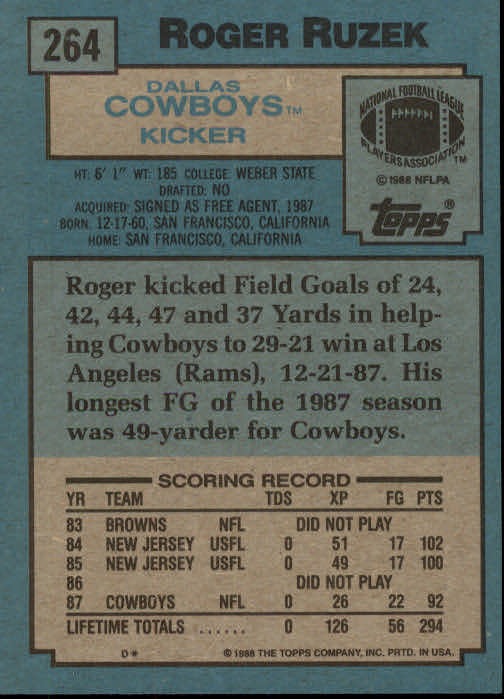 264
ROGER RUZEK
DALLAS
COWBOYS™
KICKER
NATIONAL FOOTBALL LEAGUE
PLAYERS ASSOCIATION™
© 1988 NFLPA
TOPPS®
HT: 6' 1" WT: 185 COLLEGE: WEBER STATE
DRAFTED: NO
ACQUIRED: SIGNED AS FREE AGENT, 1987
BORN: 12-17-60, SAN FRANCISCO, CALIFORNIA
HOME: SAN FRANCISCO, CALIFORNIA
Roger kicked Field Goals of 24,
42, 44, 47 and 37 Yards in help-
ing Cowboys to 29-21 win at Los
Angeles (Rams), 12-21-87. His
longest FG of the 1987 season
was 49-yarder for Cowboys.
SCORING RECORD
YR TEAM TDS XP FG PTS
83 BROWNS NFL DID NOT PLAY
84 NEW JERSEY USFL 0 51 17 102
85 NEW JERSEY USFL 0 49 17 100
86 DID NOT PLAY
87 COWBOYS NFL 0 26 22 92
LIFETIME TOTALS ...... 0 126 56 294
D* © 1988 THE TOPPS COMPANY, INC. PRTD. IN USA.